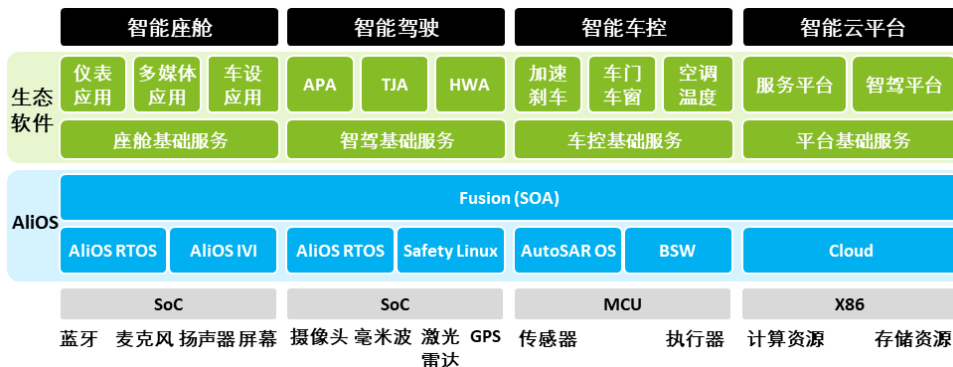 智能座舱 智能驾驶 智能车控 智能云平台
生态
软件
仪表
应用
多媒体
应用
车设
应用
APA
TJA
HWA
加速
刹车
车门
车窗
空调
温度
服务平台
智驾平台
座舱基础服务 智驾基础服务 车控基础服务 平台基础服务
AliOS
Fusion (SOA)
AliOS RTOS AliOS IVI AliOS RTOS Safety Linux AutoSAR OS BSW Cloud
SoC SoC MCU X86
蓝牙 麦克风 扬声器 屏幕 摄像头 毫米波 激光 GPS 传感器 执行器 计算资源 存储资源
雷达